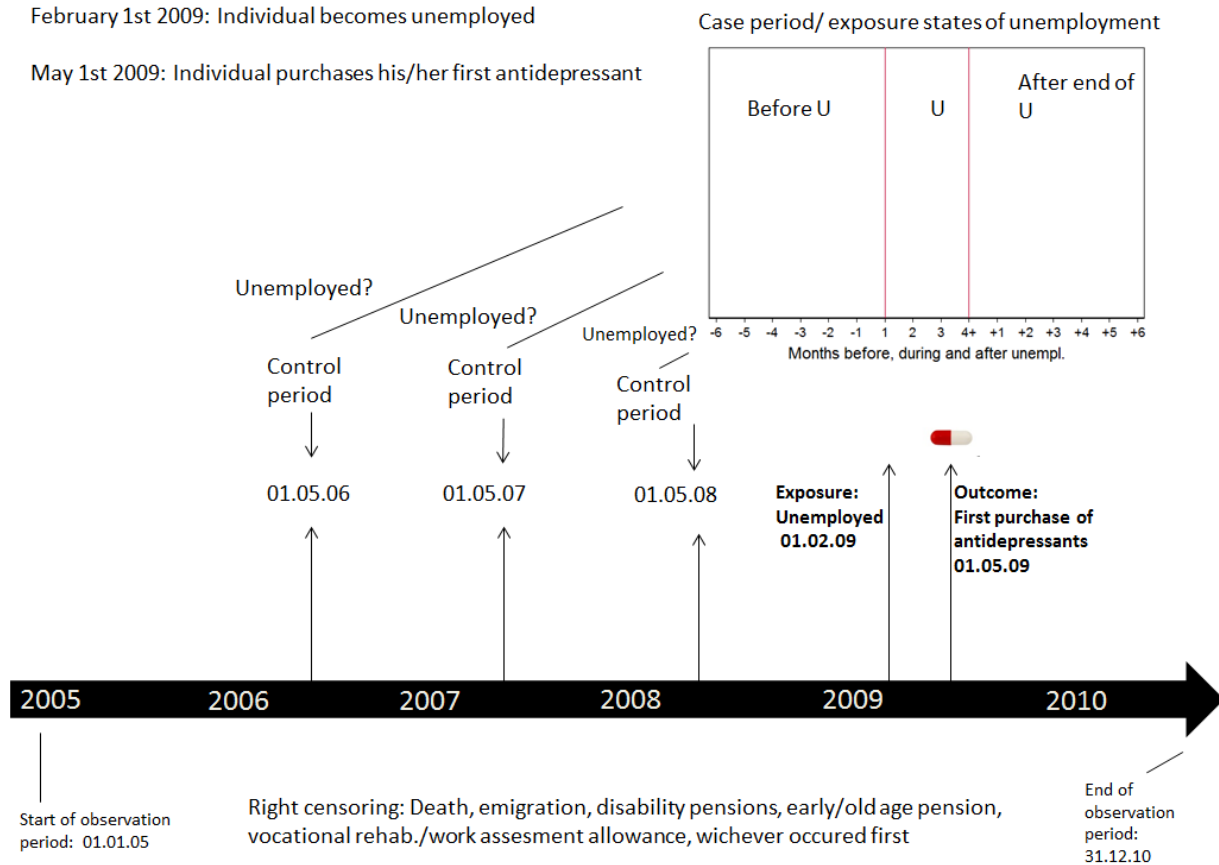 February 1st 2009: Individual becomes unemployed
May 1st 2009: Individual purchases his/her first antidepressant
Case period/ exposure states of unemployment
Before U
U
After end of
U
-6 -5 -4 -3 -2 -1 1 2 3 4+ +1 +2 +3 +4 +5 +6
Months before, during and after unempl.
Unemployed?
Unemployed?
Unemployed?
Control
period
Control
period
Control
period
01.05.06
01.05.07
01.05.08
Exposure:
Unemployed
01.02.09
Outcome:
First purchase of
antidepressants
01.05.09
2005 2006 2007 2008 2009 2010
Start of observation
period: 01.01.05
Right censoring: Death, emigration, disability pensions, early/old age pension,
vocational rehab./work assesment allowance, wichever occured first
End of
observation
period:
31.12.10